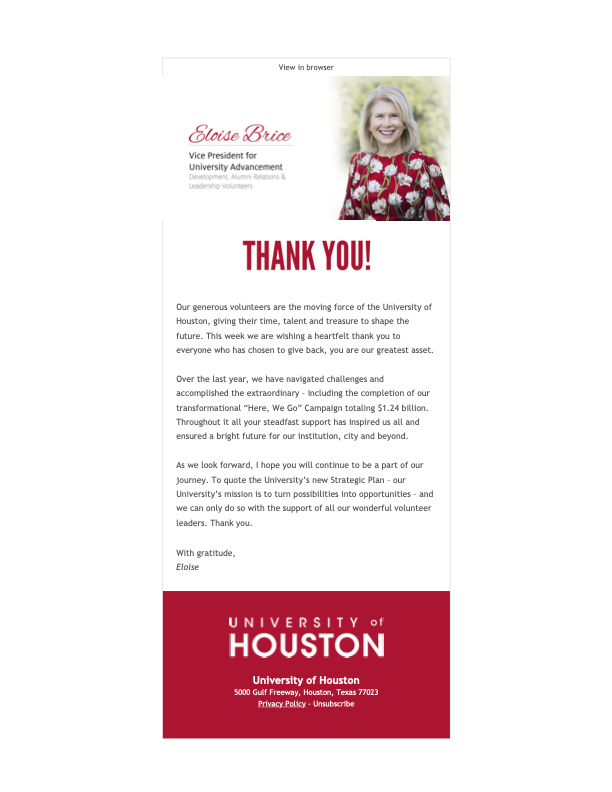 View in browser
Eloise Brice
Vice President for
University Advancement
Development, Alumni Relations &
Leadership Volunteers
THANK YOU!
Our generous volunteers are the moving force of the University of
Houston, giving their time, talent and treasure to shape the
future. This week we are wishing a heartfelt thank you to
everyone who has chosen to give back, you are our greatest asset.
Over the last year, we have navigated challenges and
accomplished the extraordinary – including the completion of our
transformational “Here, We Go” Campaign totaling $1.24 billion.
Throughout it all your steadfast support has inspired us all and
ensured a bright future for our institution, city and beyond.
As we look forward, I hope you will continue to be a part of our
journey. To quote the University’s new Strategic Plan – our
University’s mission is to turn possibilities into opportunities – and
we can only do so with the support of all our wonderful volunteer
leaders. Thank you.
With gratitude,
Eloise
UNIVERSITY of
HOUSTON
University of Houston
5000 Gulf Freeway, Houston, Texas 77023
Privacy Policy - Unsubscribe